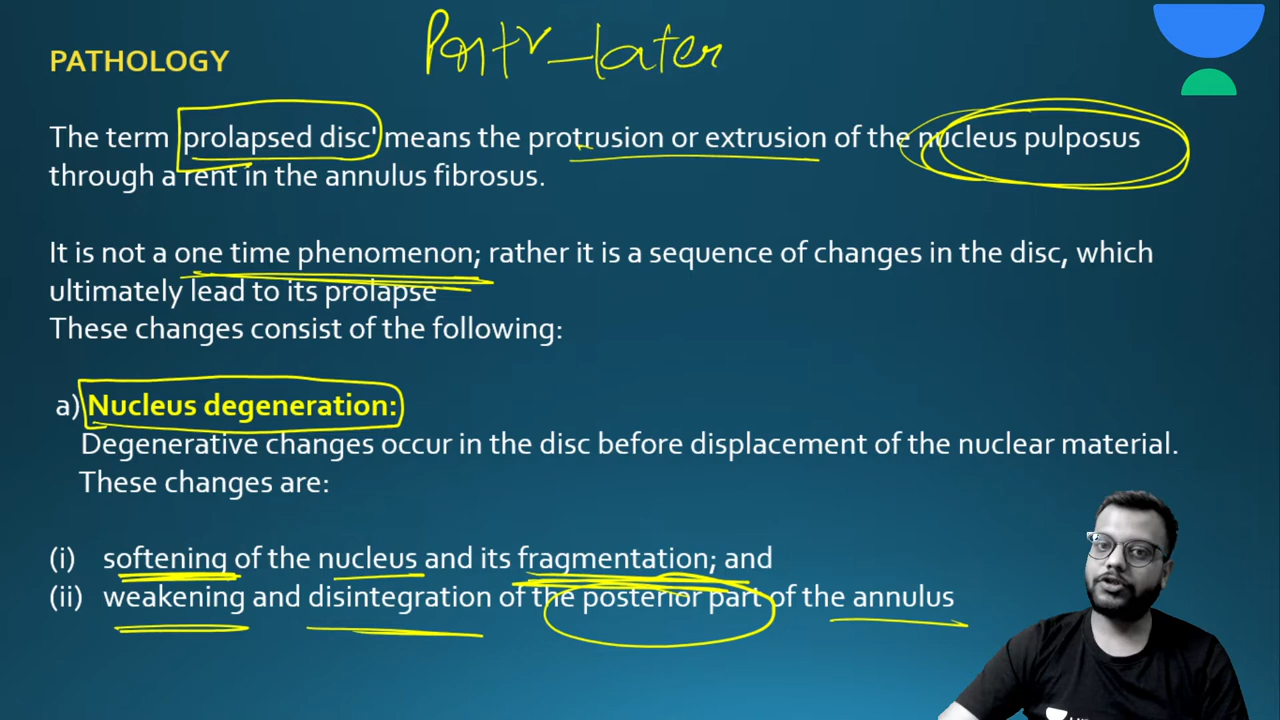 Postr-later
PATHOLOGY
The term 'prolapsed disc' means the protrusion or extrusion of the nucleus pulposus
through a rent in the annulus fibrosus.
It is not a one time phenomenon; rather it is a sequence of changes in the disc, which
ultimately lead to its prolapse
These changes consist of the following:
a) Nucleus degeneration:
Degenerative changes occur in the disc before displacement of the nuclear material.
These changes are:
(i) softening of the nucleus and its fragmentation; and
(ii) weakening and disintegration of the posterior part of the annulus